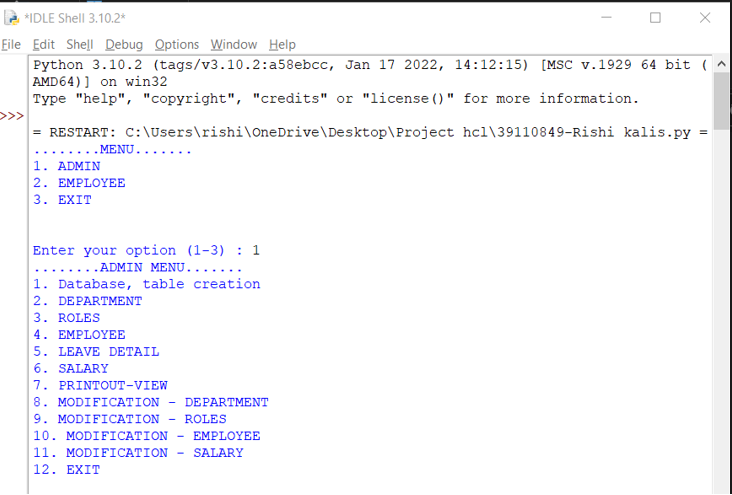 *IDLE Shell 3.10.2*
File Edit Shell Debug Options Window Help
Python 3.10.2 (tags/v3.10.2:a58ebcc, Jan 17 2022, 14:12:15) [MSC v.1929 64 bit (
AMD64)] on win32
Type "help", "copyright", "credits" or "license()" for more information.
>>>
= RESTART: C:\Users\rishi\OneDrive\Desktop\Project hcl\39110849-Rishi kalis.py =
........MENU.......
1. ADMIN
2. EMPLOYEE
3. EXIT
Enter your option (1-3) : 1
........ADMIN MENU.......
1. Database, table creation
2. DEPARTMENT
3. ROLES
4. EMPLOYEE
5. LEAVE DETAIL
6. SALARY
7. PRINTOUT-VIEW
8. MODIFICATION - DEPARTMENT
9. MODIFICATION - ROLES
10. MODIFICATION - EMPLOYEE
11. MODIFICATION - SALARY
12. EXIT